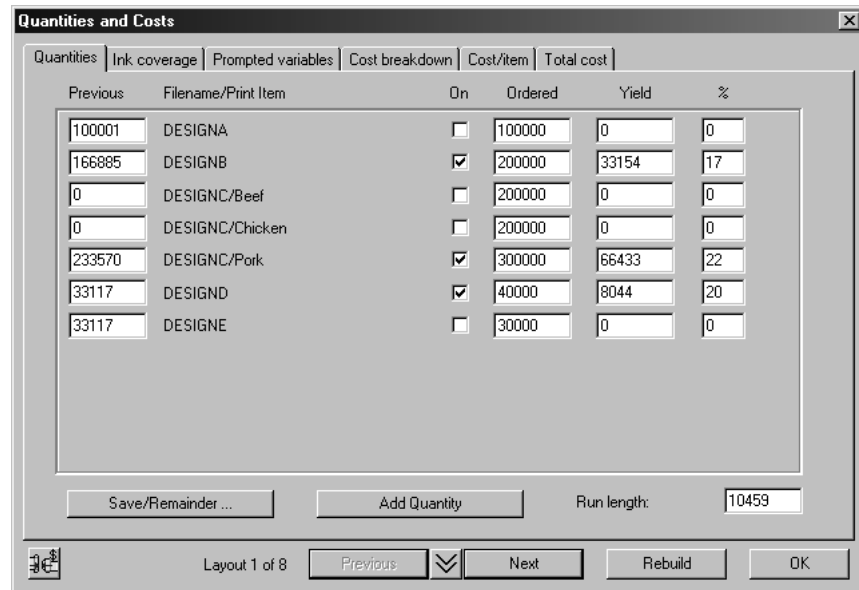 Quantities and Costs
Quantities Ink coverage Prompted variables Cost breakdown Cost/item Total cost
Previous Filename/Print Item On Ordered Yield %
100001 DESIGNA 100000 0 0
166885 DESIGNB 200000 33154 17
0 DESIGNC/Beef 200000 0 0
0 DESIGNC/Chicken 200000 0 0
233570 DESIGNC/Pork 300000 66433 22
33117 DESIGND 40000 8044 20
33117 DESIGNE 30000 0 0
Save/Remainder ... Add Quantity Run length: 10459
$ Layout 1 of 8 Previous Next Rebuild OK